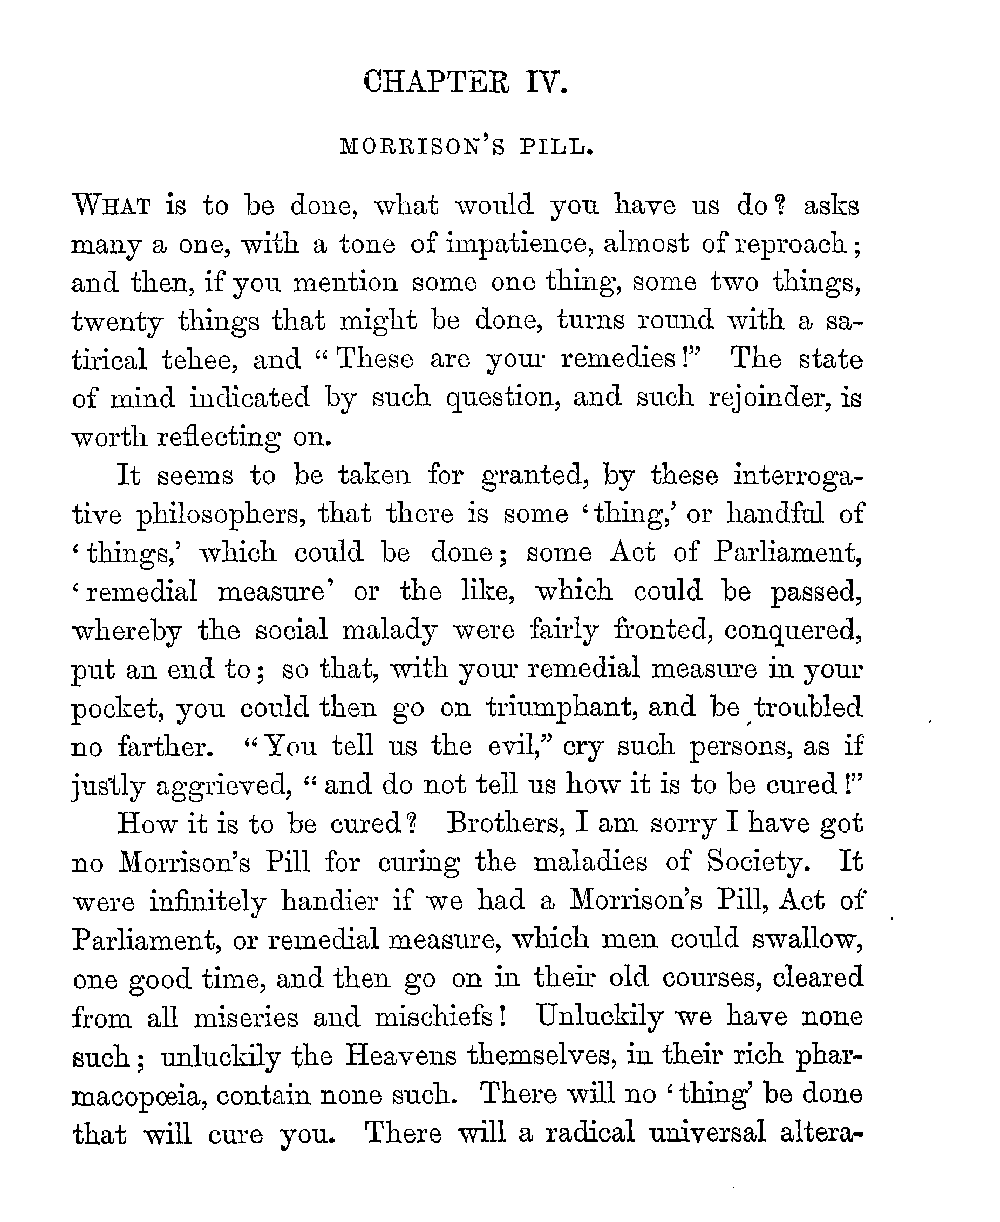 CHAPTER IV.
MORRISON'S PILL.
WHAT is to be done, what would you have us do? asks
many a one, with a tone of impatience, almost of reproach;
and then, if you mention some one thing, some two things,
twenty things that might be done, turns round with a sa-
tirical tehee, and “These are your remedies!” The state
of mind indicated by such question, and such rejoinder, is
worth reflecting on.
It seems to be taken for granted, by these interroga-
tive philosophers, that there is some ‘thing,’ or handful of
‘things,’ which could be done; some Act of Parliament,
‘remedial measure’ or the like, which could be passed,
whereby the social malady were fairly fronted, conquered,
put an end to; so that, with your remedial measure in your
pocket, you could then go on triumphant, and be troubled
no farther. “You tell us the evil,” cry such persons, as if
justly aggrieved, “and do not tell us how it is to be cured!”
How it is to be cured? Brothers, I am sorry I have got
no Morrison's Pill for curing the maladies of Society. It
were infinitely handier if we had a Morrison's Pill, Act of
Parliament, or remedial measure, which men could swallow,
one good time, and then go on in their old courses, cleared
from all miseries and mischiefs! Unluckily we have none
such; unluckily the Heavens themselves, in their rich phar-
macopœia, contain none such. There will no ‘thing’ be done
that will cure you. There will a radical universal altera-